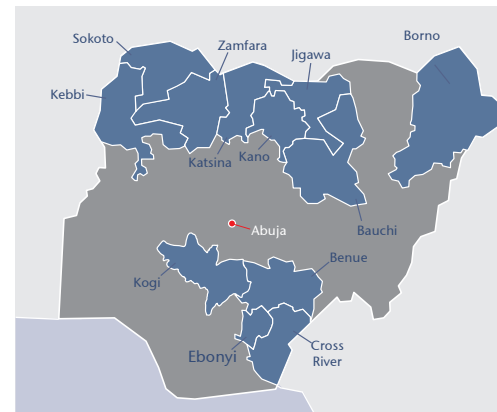 Sokoto
Zamfara
Jigawa
Borno
Kebbi
Katsina
Kano
Abuja
Bauchi
Benue
Kogi
Ebonyi
Cross
River